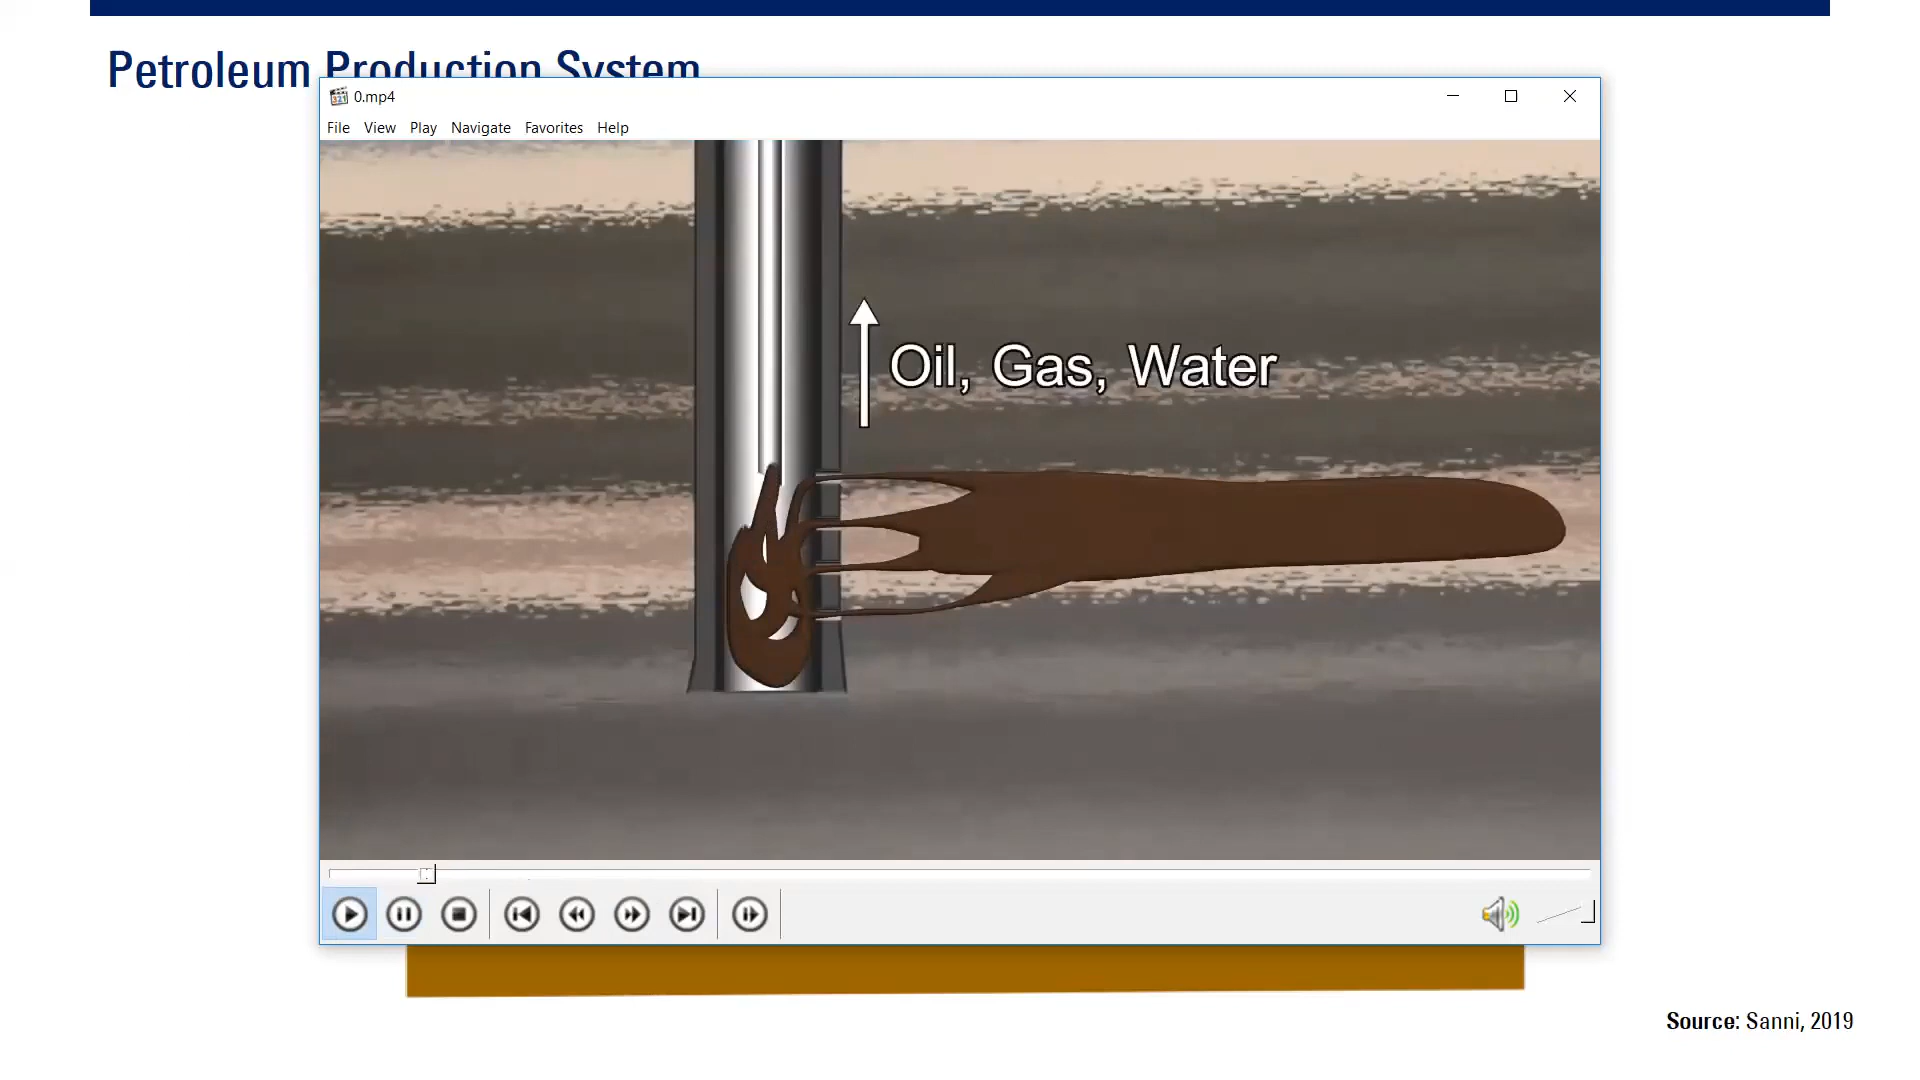 Petroleum Production System
0.mp4
File View Play Navigate Favorites Help
Oil, Gas, Water
Source: Sanni, 2019